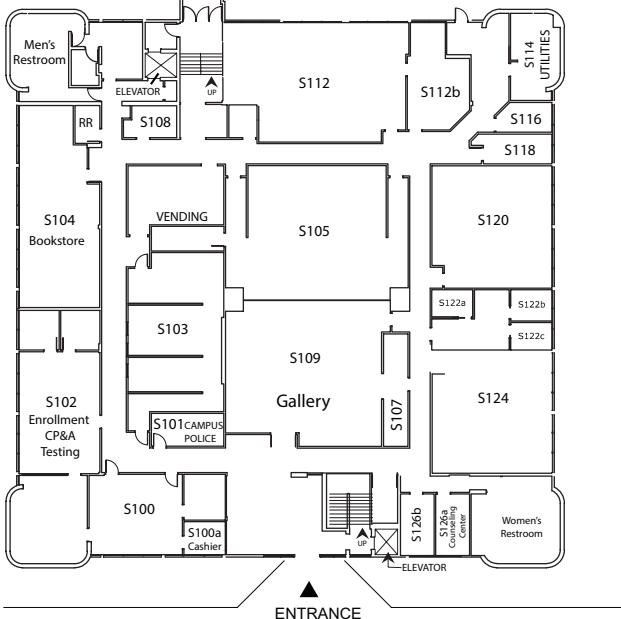 Men's
Restroom
ELEVATOR
UP
S112
S112b
S114
UTILITIES
RR
S108
S116
S118
S104
Bookstore
VENDING
S105
S120
S122a
S122b
S122c
S103
S109
Gallery
S107
S124
S102
Enrollment
CP&A
Testing
S101 CAMPUS
POLICE
S100
S100a
Cashier
UP
ELEVATOR
S126b
S126a
Counseling
Center
Women's
Restroom
ENTRANCE